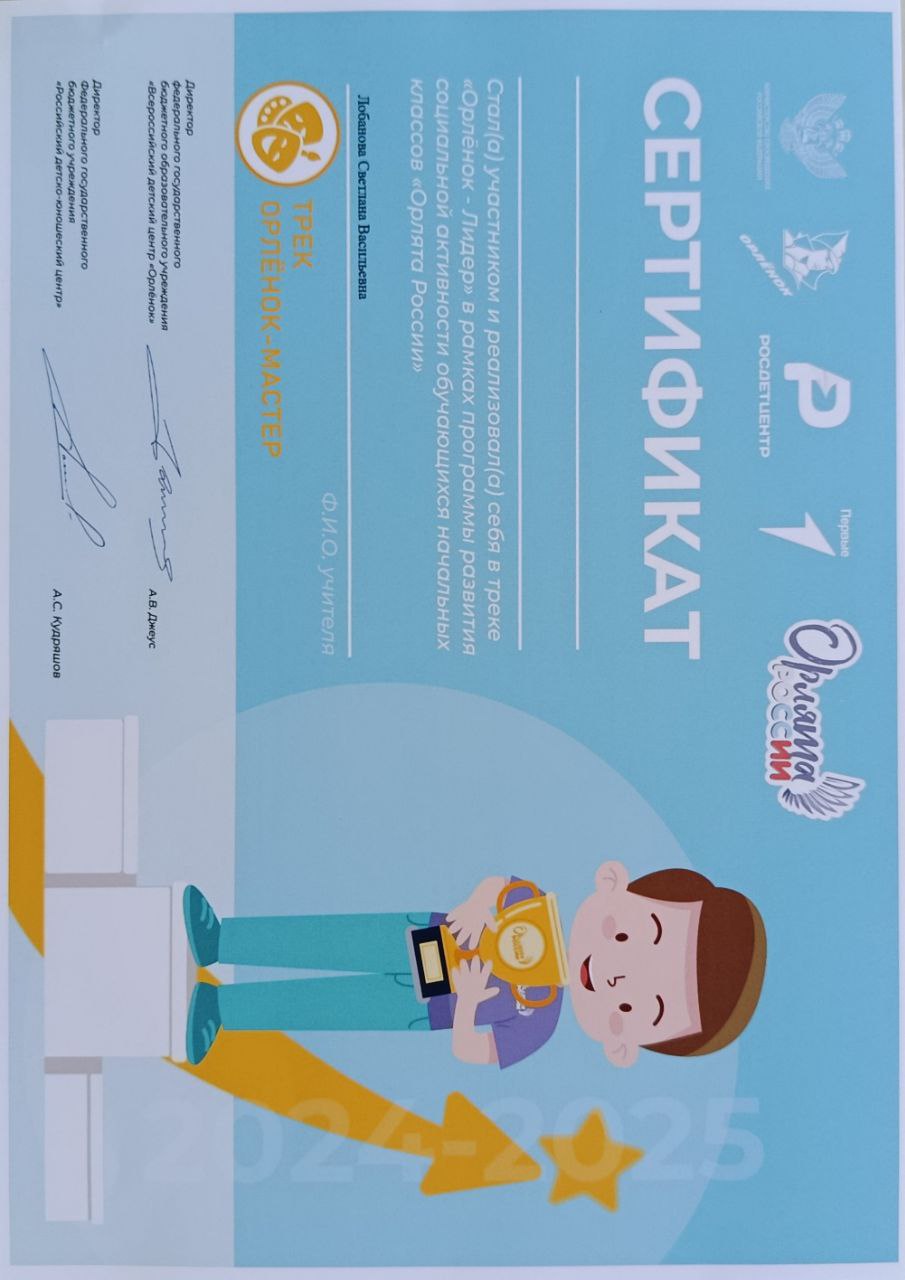 ОРЛЁНОК
РОСДЕТЦЕНТР
Первые
Орлята
РОССИИ
СЕРТИФИКАТ
Стал(а) участником и реализовал(а) себя в треке
«Орлёнок - Лидер» в рамках программы развития
социальной активности обучающихся начальных
классов «Орлята России»
Лобанова Светлана Васильевна
Ф.И.О, учителя
ТРЕК
ОРЛЁНОК-МАСТЕР
Директор
федерального государственного
бюджетного образовательного учреждения
«Всероссийский детский центр «Орлёнок»
А.В. Джеус
Директор
Федерального государственного
бюджетного учреждения
«Российский детско-юношеский центр»
А.С. Кудряшов
2024-2025